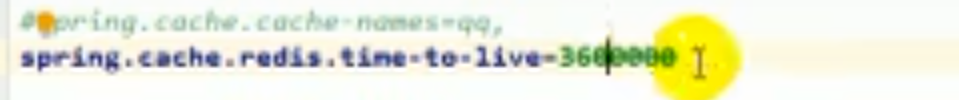 #spring.cache.cache-names=qq,
spring.cache.redis.time-to-live=3600000